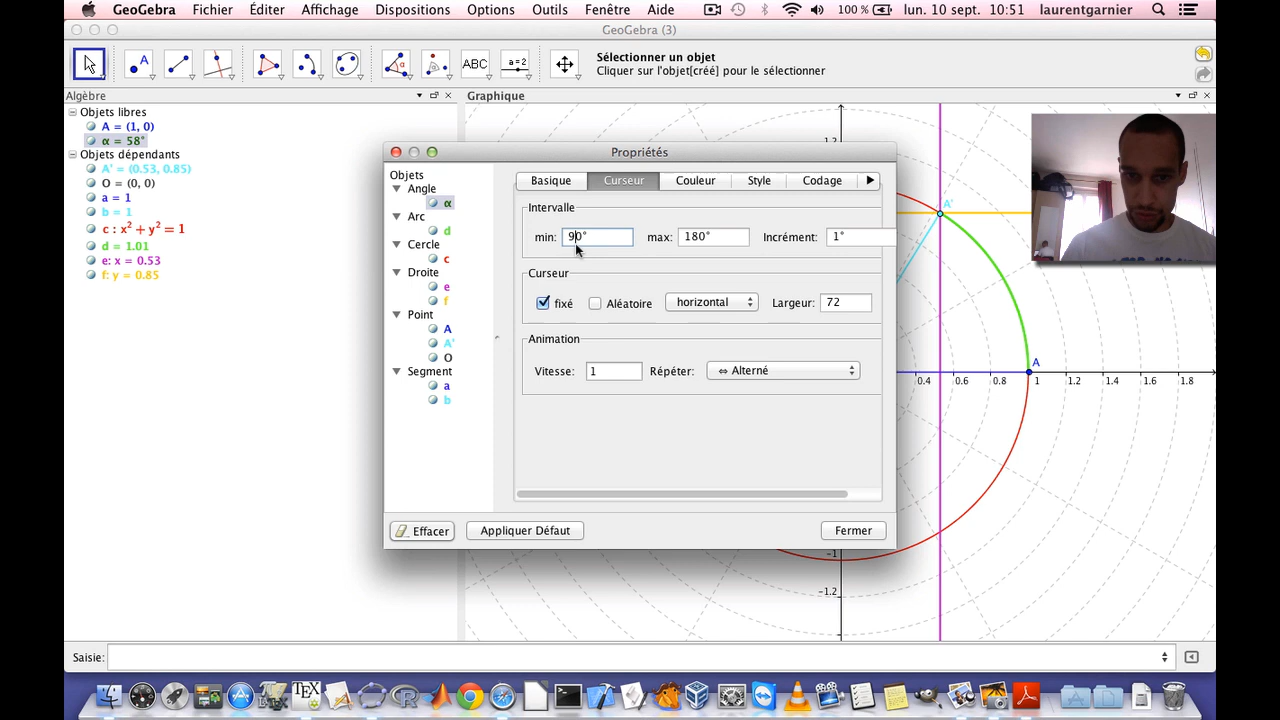 GeoGebra Fichier Éditer Affichage Dispositions Options Outils Fenêtre Aide 100 % lun. 10 sept. 10:51 laurentgarnier
GeoGebra (3)
A α ABC a=2
Sélectionner un objet
Cliquer sur l'objet[créé] pour le sélectionner
Algèbre
Graphique
Objets libres
A = (1, 0)
α = 58°
Objets dépendants
A' = (0.53, 0.85)
O = (0, 0)
a = 1
b = 1
c : x² + y² = 1
d = 1.01
e: x = 0.53
f: y = 0.85
Propriétés
Objets
Angle
α
Arc
d
Cercle
c
Droite
e
f
Point
A
A'
O
Segment
a
b
Basique Curseur Couleur Style Codage
Intervalle
min: 90° max: 180° Incrément: 1°
Curseur
fixé Aléatoire horizontal Largeur: 72
Animation
Vitesse: 1 Répéter: ⇔ Alterné
Effacer Appliquer Défaut Fermer
1.2
A'
A
0.4 0.6 0.8 1 1.2 1.4 1.6 1.8
-1
-1.2
Saisie:
TEX